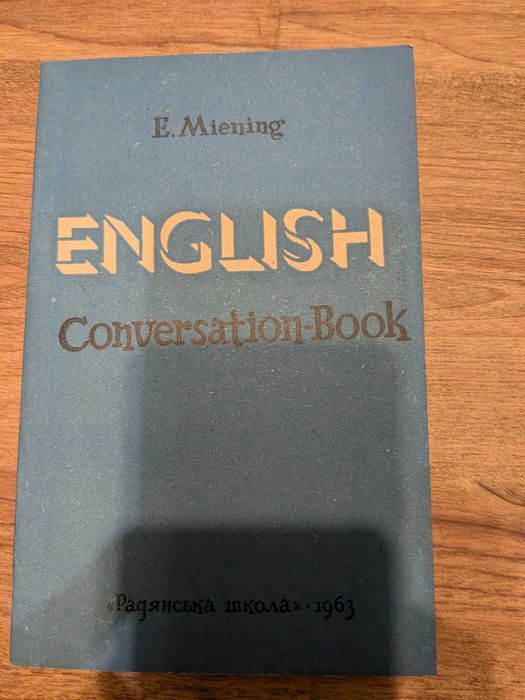 E. Miening
ENGLISH
Conversation-Book
«Радянська школа» · 1963